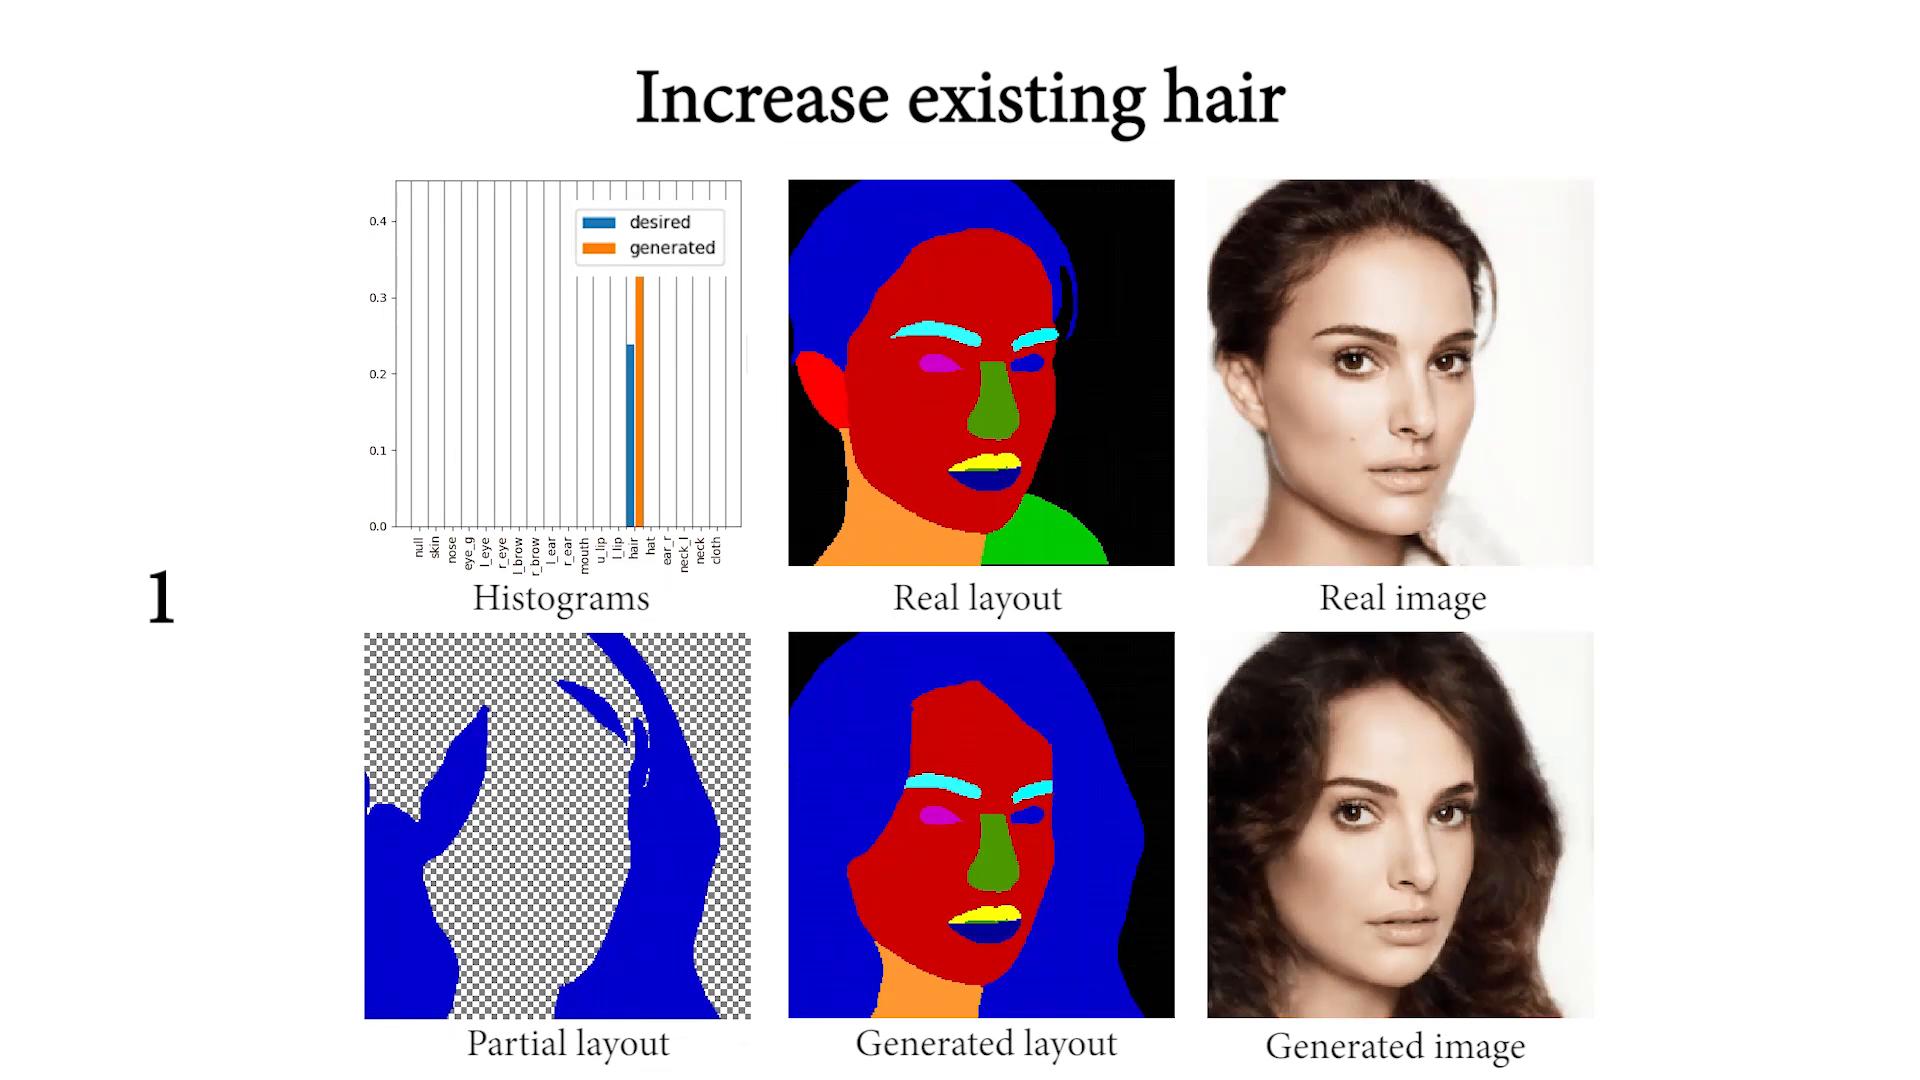 Increase existing hair
0.4
0.3
0.2
0.1
0.0
desired
generated
null
skin
nose
eye_g
l_eye
r_eye
l_brow
r_brow
l_ear
r_ear
mouth
u_lip
l_lip
hair
hat
ear_r
neck_l
neck
cloth
Histograms
Real layout
Real image
1
Partial layout
Generated layout
Generated image